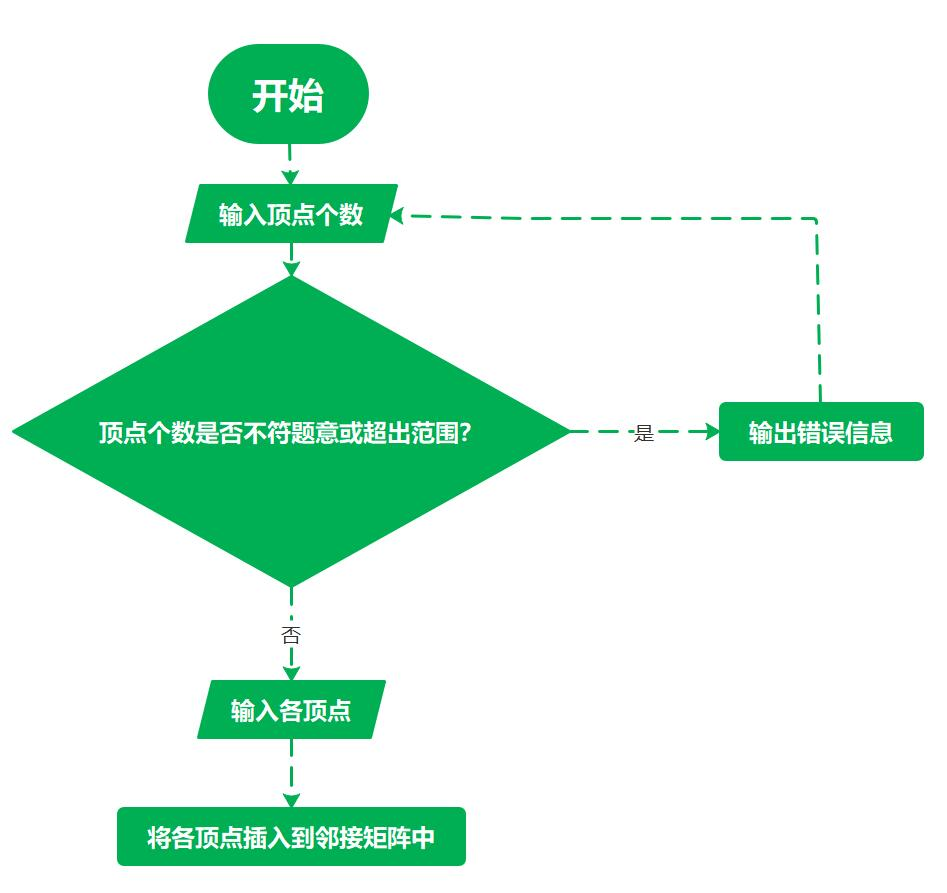 开始
输入顶点个数
顶点个数是否不符题意或超出范围?
是
输出错误信息
否
输入各顶点
将各顶点插入到邻接矩阵中